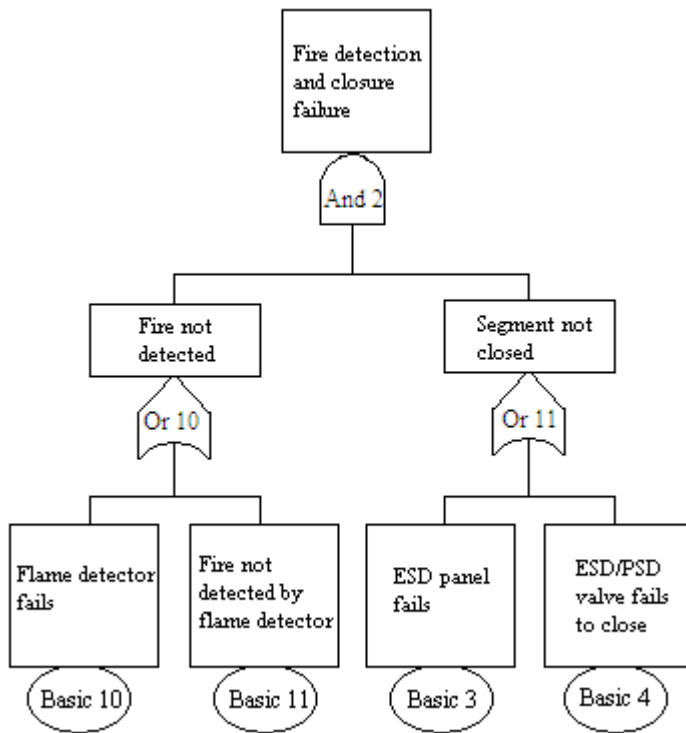 Fire detection
and closure
failure
And 2
Fire not
detected
Segment not
closed
Or 10
Or 11
Flame detector
fails
Fire not
detected by
flame detector
ESD panel
fails
ESD/PSD
valve fails
to close
Basic 10
Basic 11
Basic 3
Basic 4